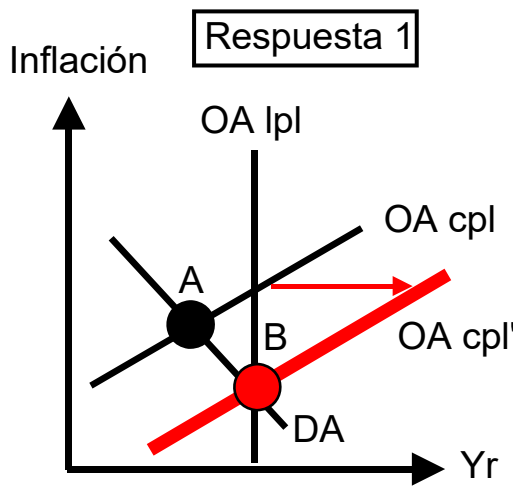 Respuesta 1
Inflación
OA lpl
OA cpl
A
B
OA cpl'
DA
Yr